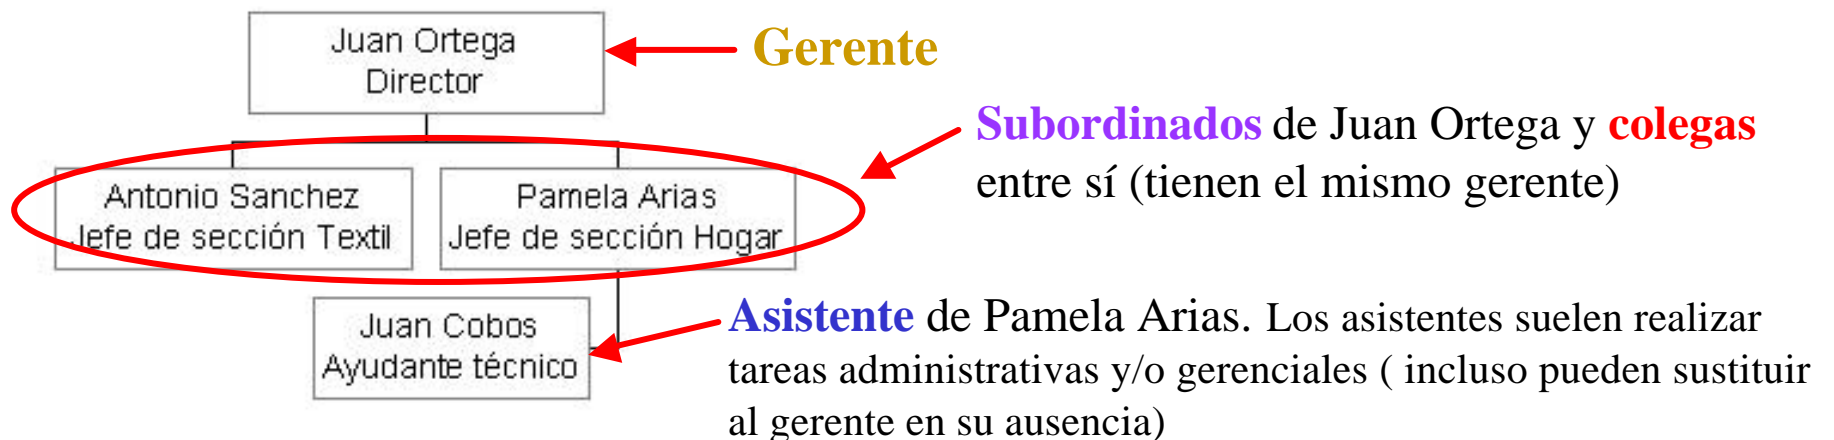 Juan Ortega
Director
Gerente
Subordinados de Juan Ortega y colegas
entre sí (tienen el mismo gerente)
Antonio Sanchez
Jefe de sección Textil
Pamela Arias
Jefe de sección Hogar
Juan Cobos
Ayudante técnico
Asistente de Pamela Arias. Los asistentes suelen realizar
tareas administrativas y/o gerenciales ( incluso pueden sustituir
al gerente en su ausencia)